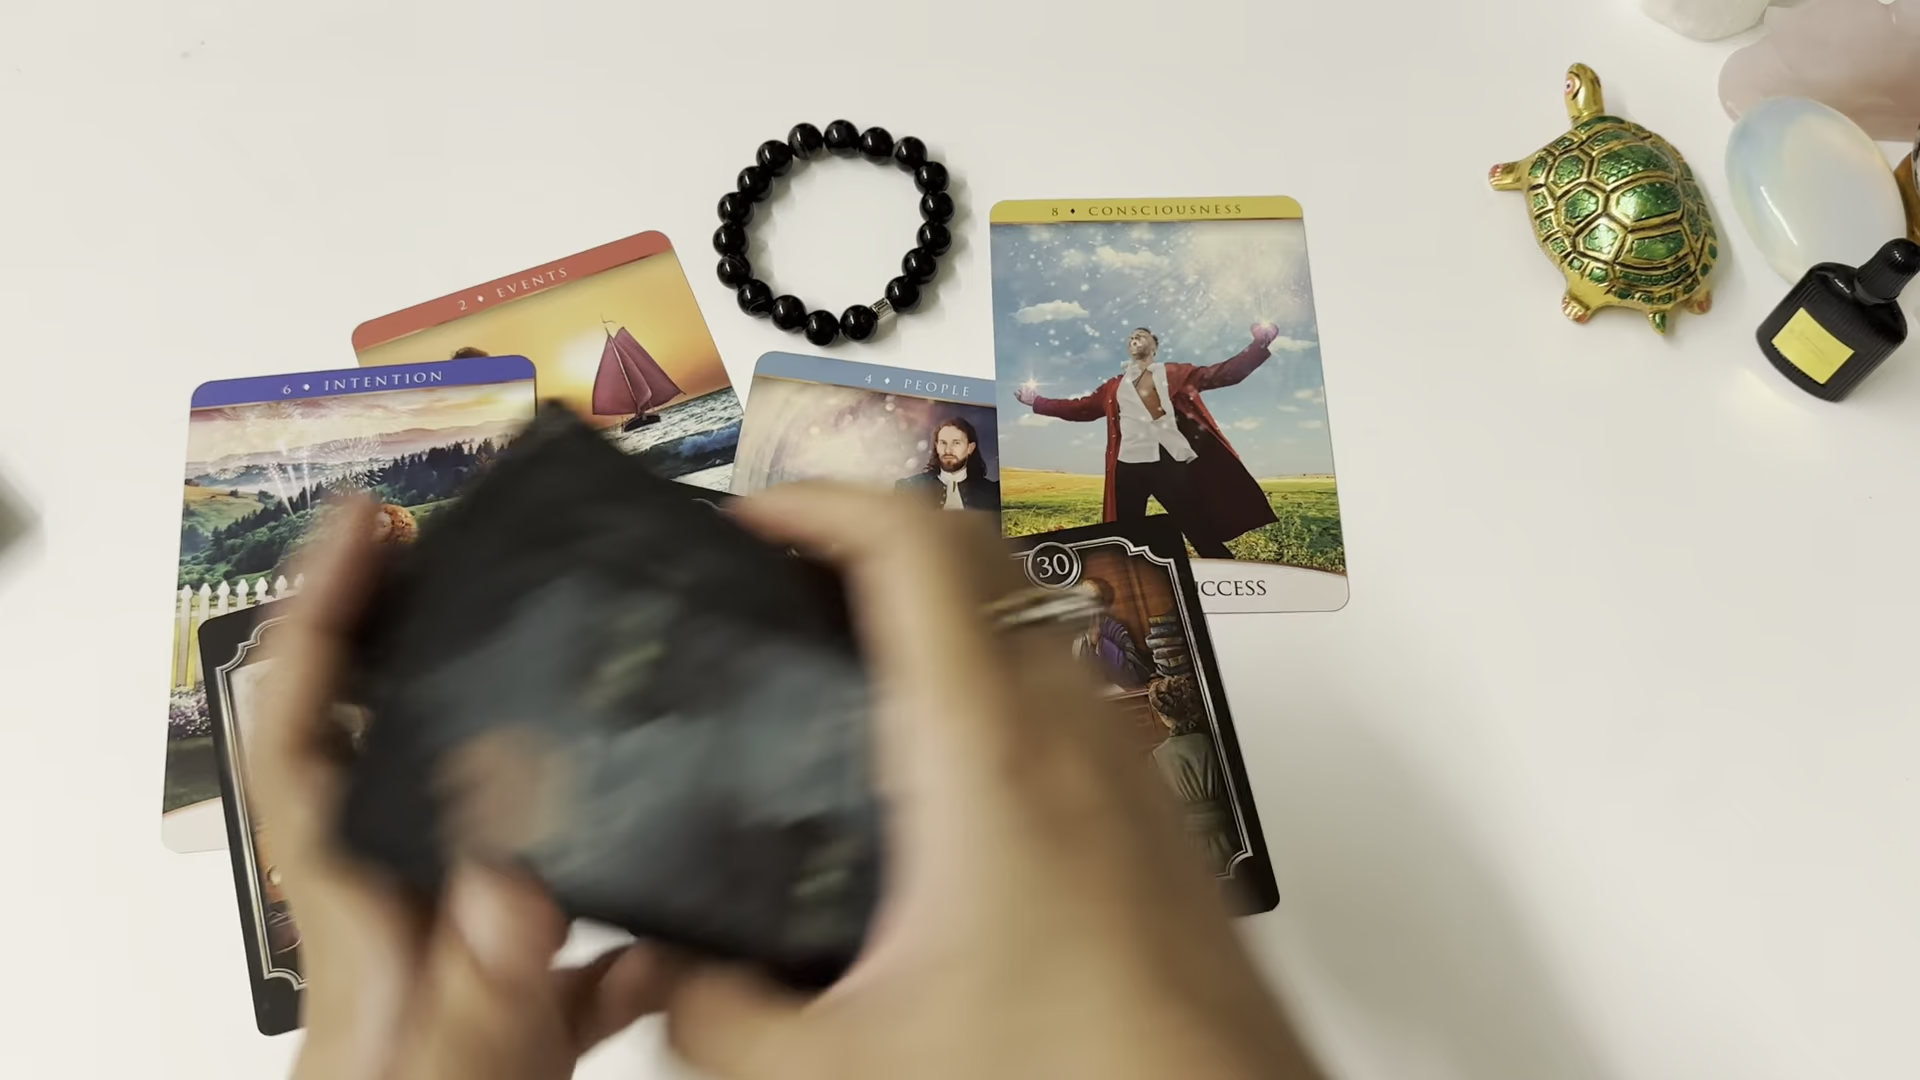 8 ♦ CONSCIOUSNESS
2 ♦ EVENTS
6 ♦ INTENTION
4 ♦ PEOPLE
30
CCESS